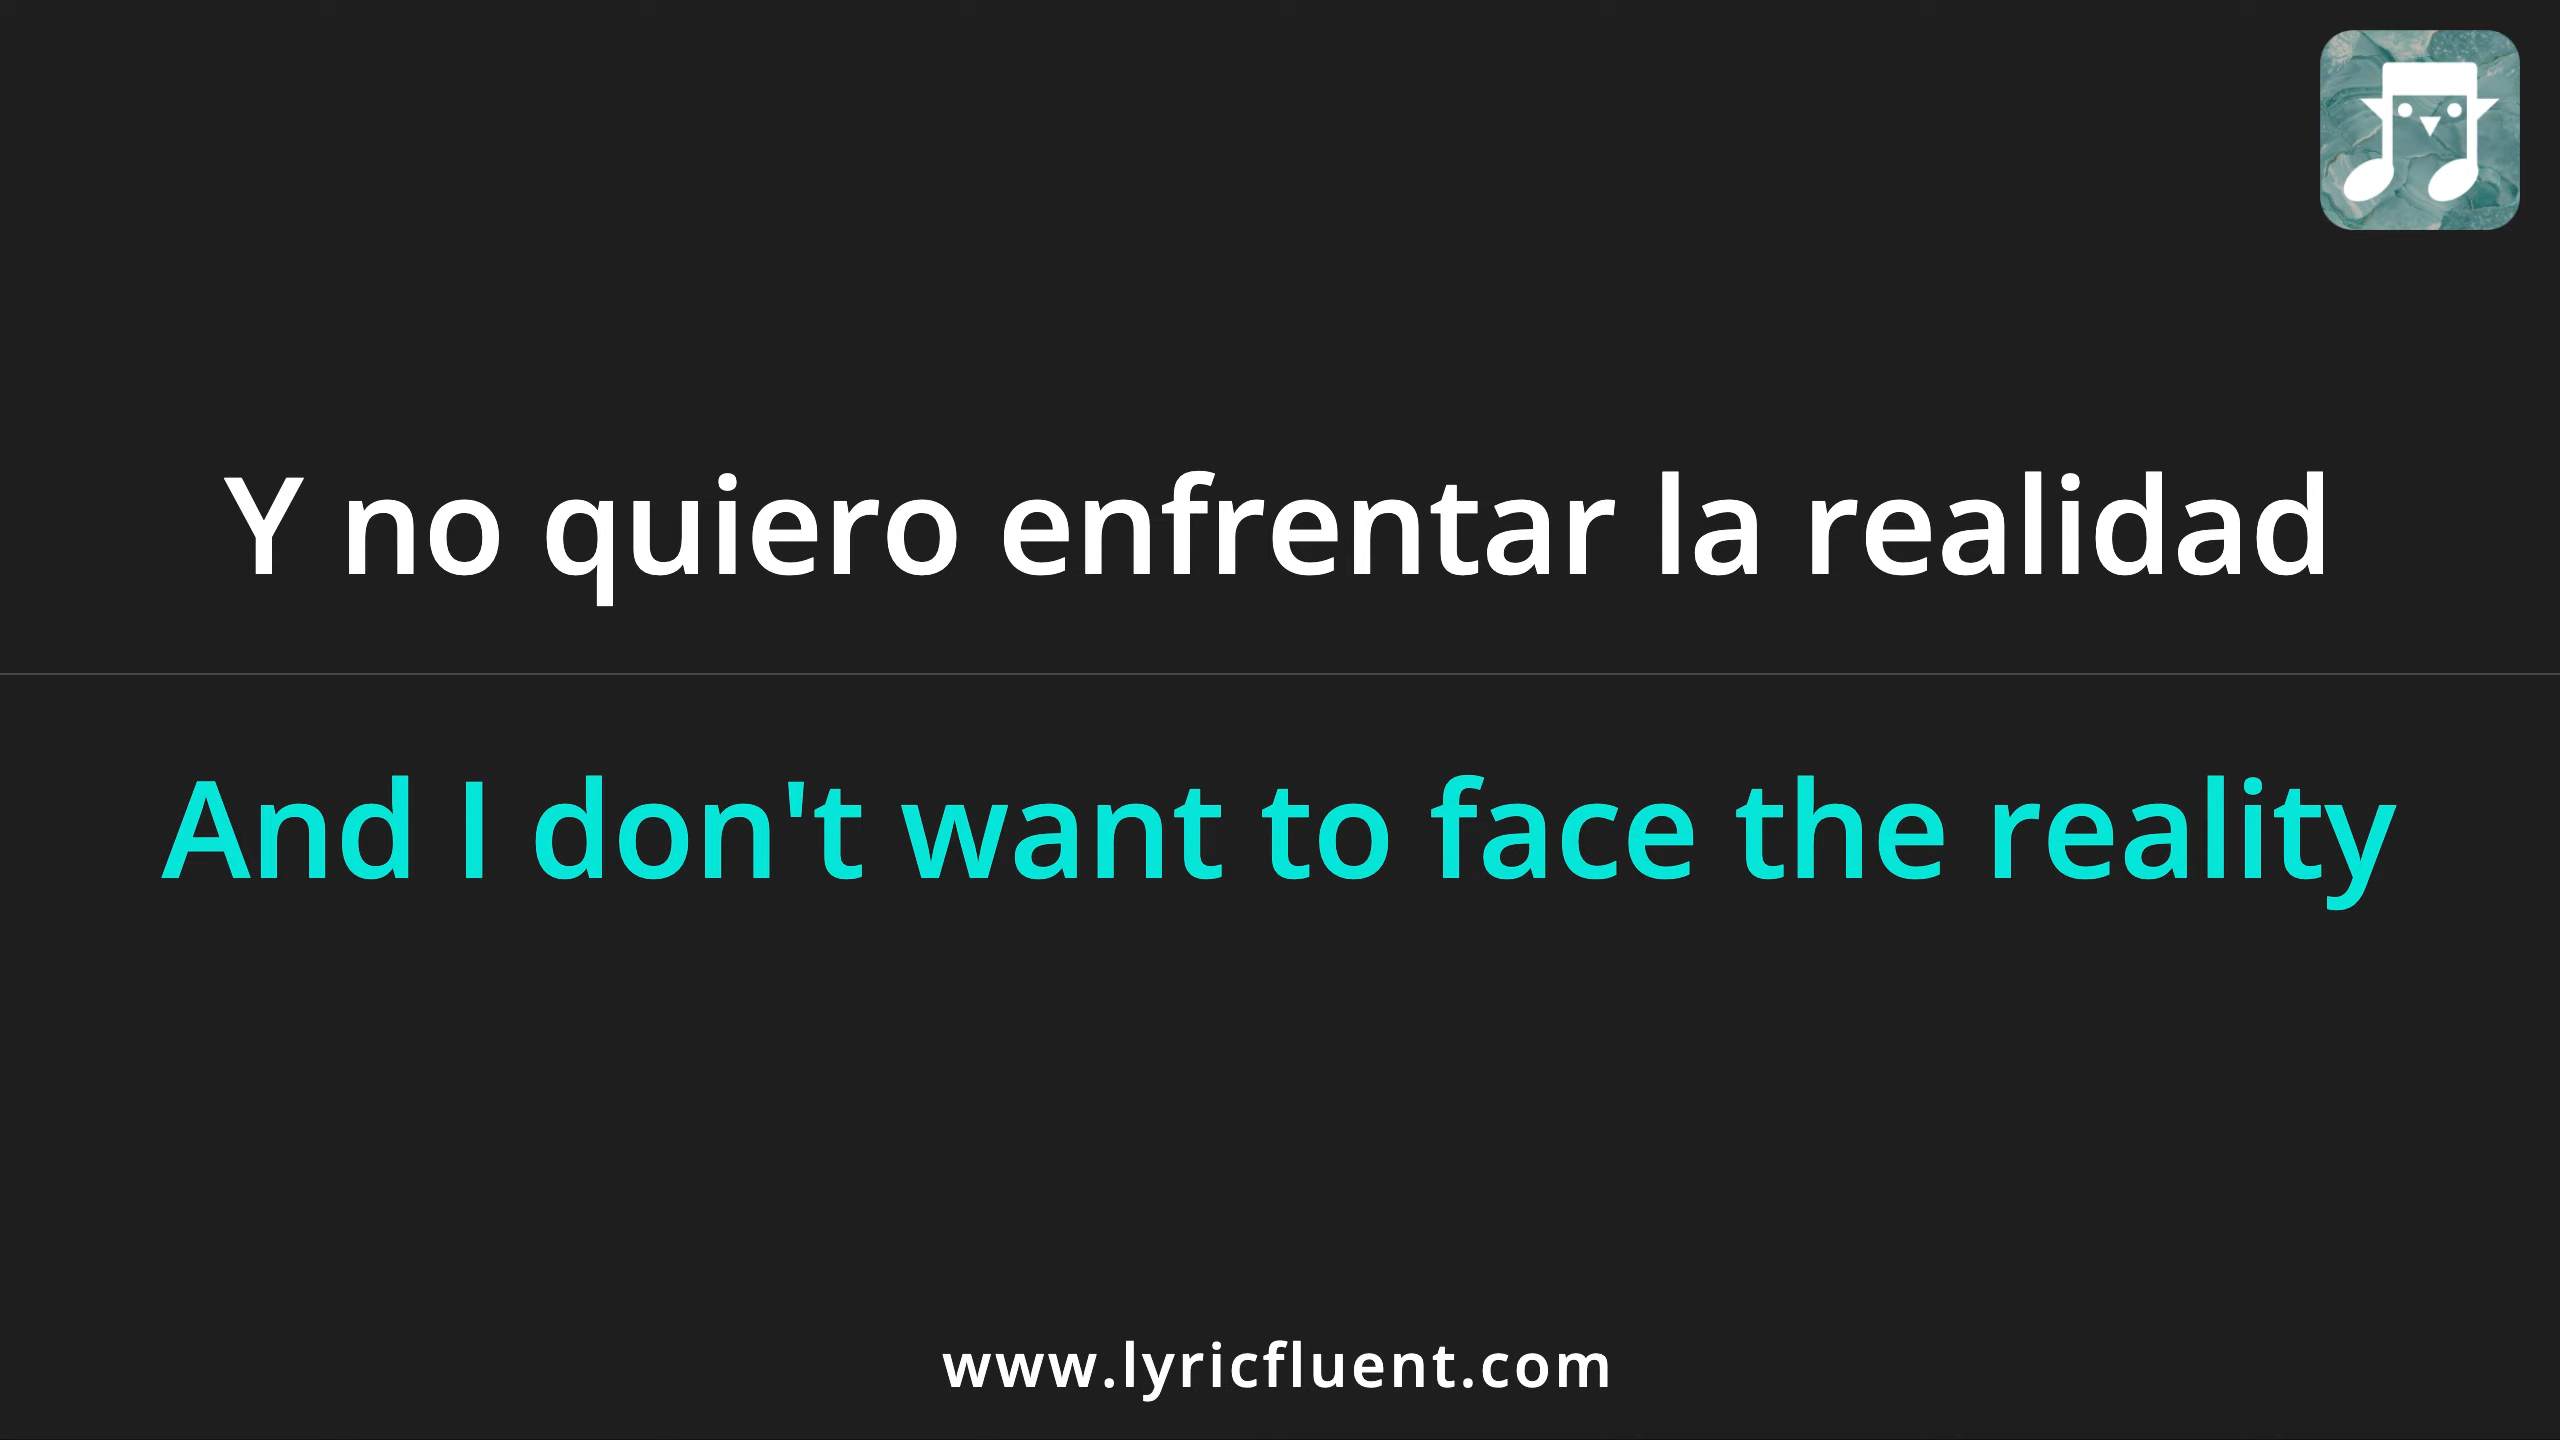 Y no quiero enfrentar la realidad
And I don't want to face the reality
www.lyricfluent.com